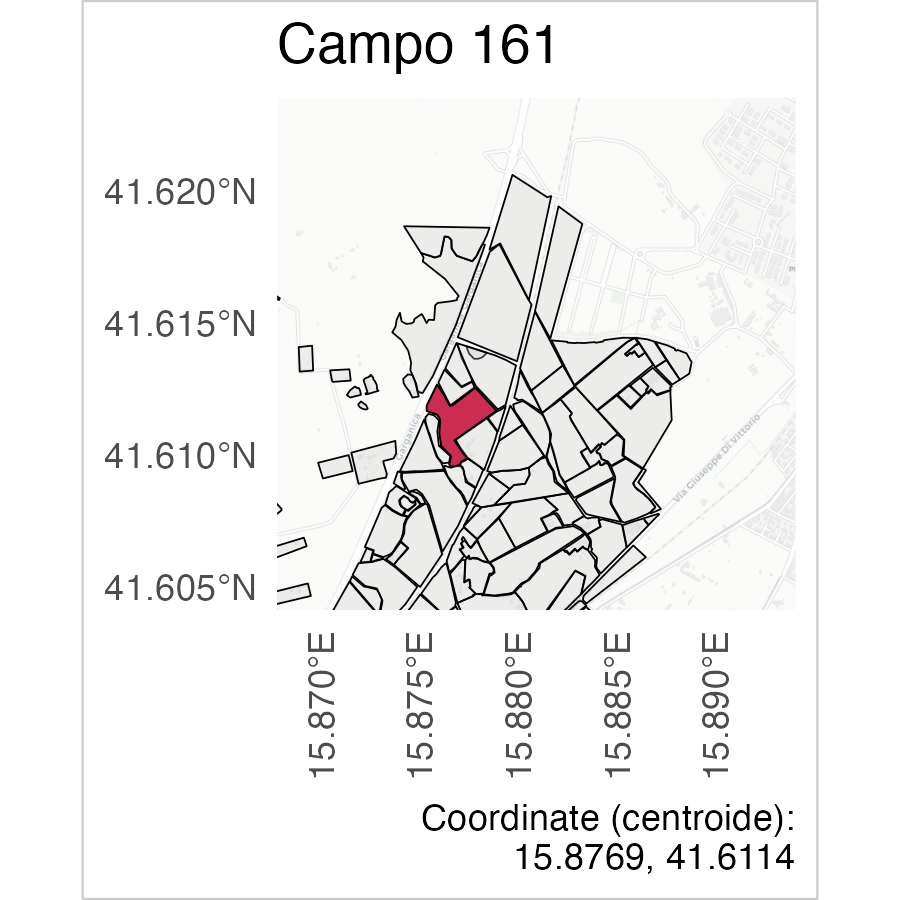 Campo 161
41.620°N
41.615°N
41.610°N
41.605°N
Garganica
Via Giuseppe Di Vittorio
15.870°E
15.875°E
15.880°E
15.885°E
15.890°E
Coordinate (centroide):
15.8769, 41.6114